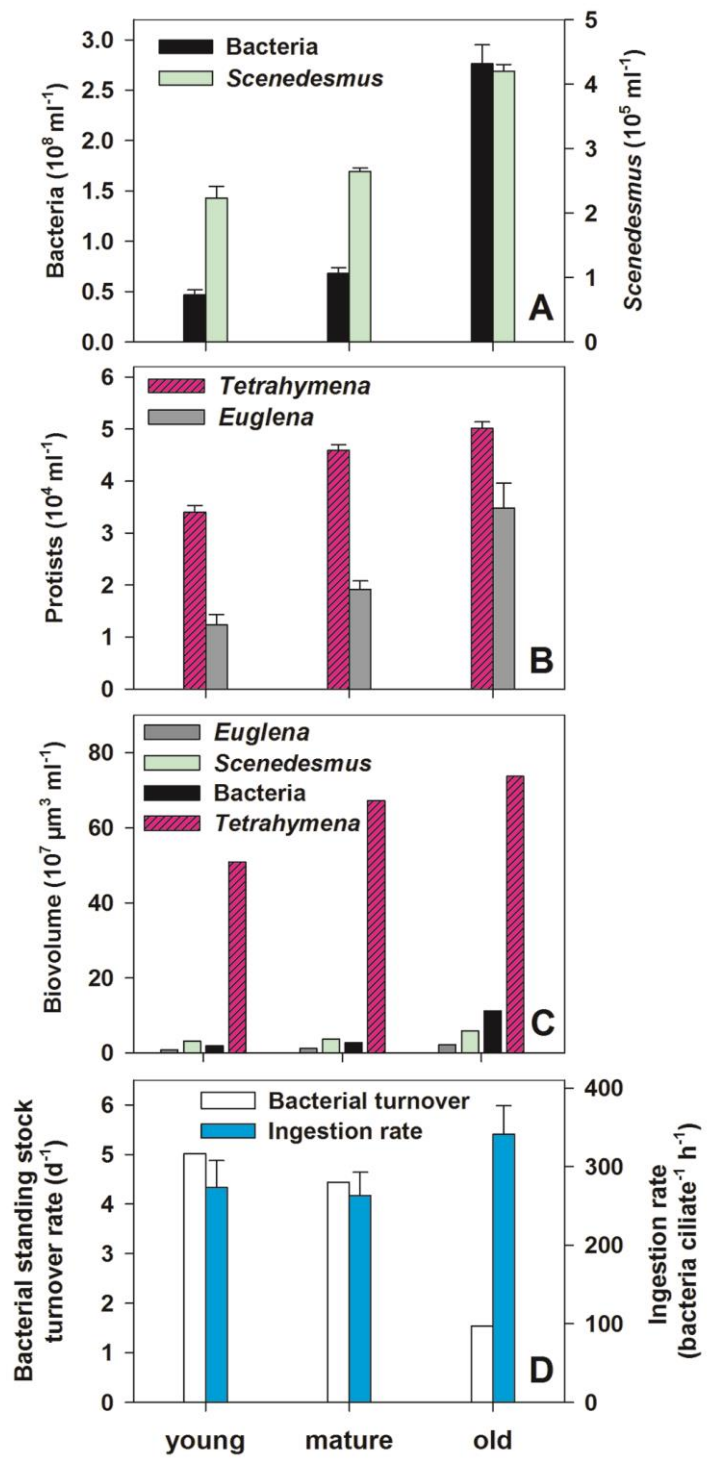 Bacteria
Scenedesmus
Bacteria (10⁸ ml⁻¹)
3.0
2.5
2.0
1.5
1.0
0.5
0.0
5
4
3
2
1
0
Scenedesmus (10⁵ ml⁻¹)
A
Tetrahymena
Euglena
Protists (10⁴ ml⁻¹)
6
5
4
3
2
1
0
B
Euglena
Scenedesmus
Bacteria
Tetrahymena
Biovolume (10⁷ µm³ ml⁻¹)
80
60
40
20
0
C
Bacterial turnover
Ingestion rate
Bacterial standing stock
turnover rate (d⁻¹)
6
5
4
3
2
1
0
400
300
200
100
0
Ingestion rate
(bacteria ciliate⁻¹ h⁻¹)
D
young mature old